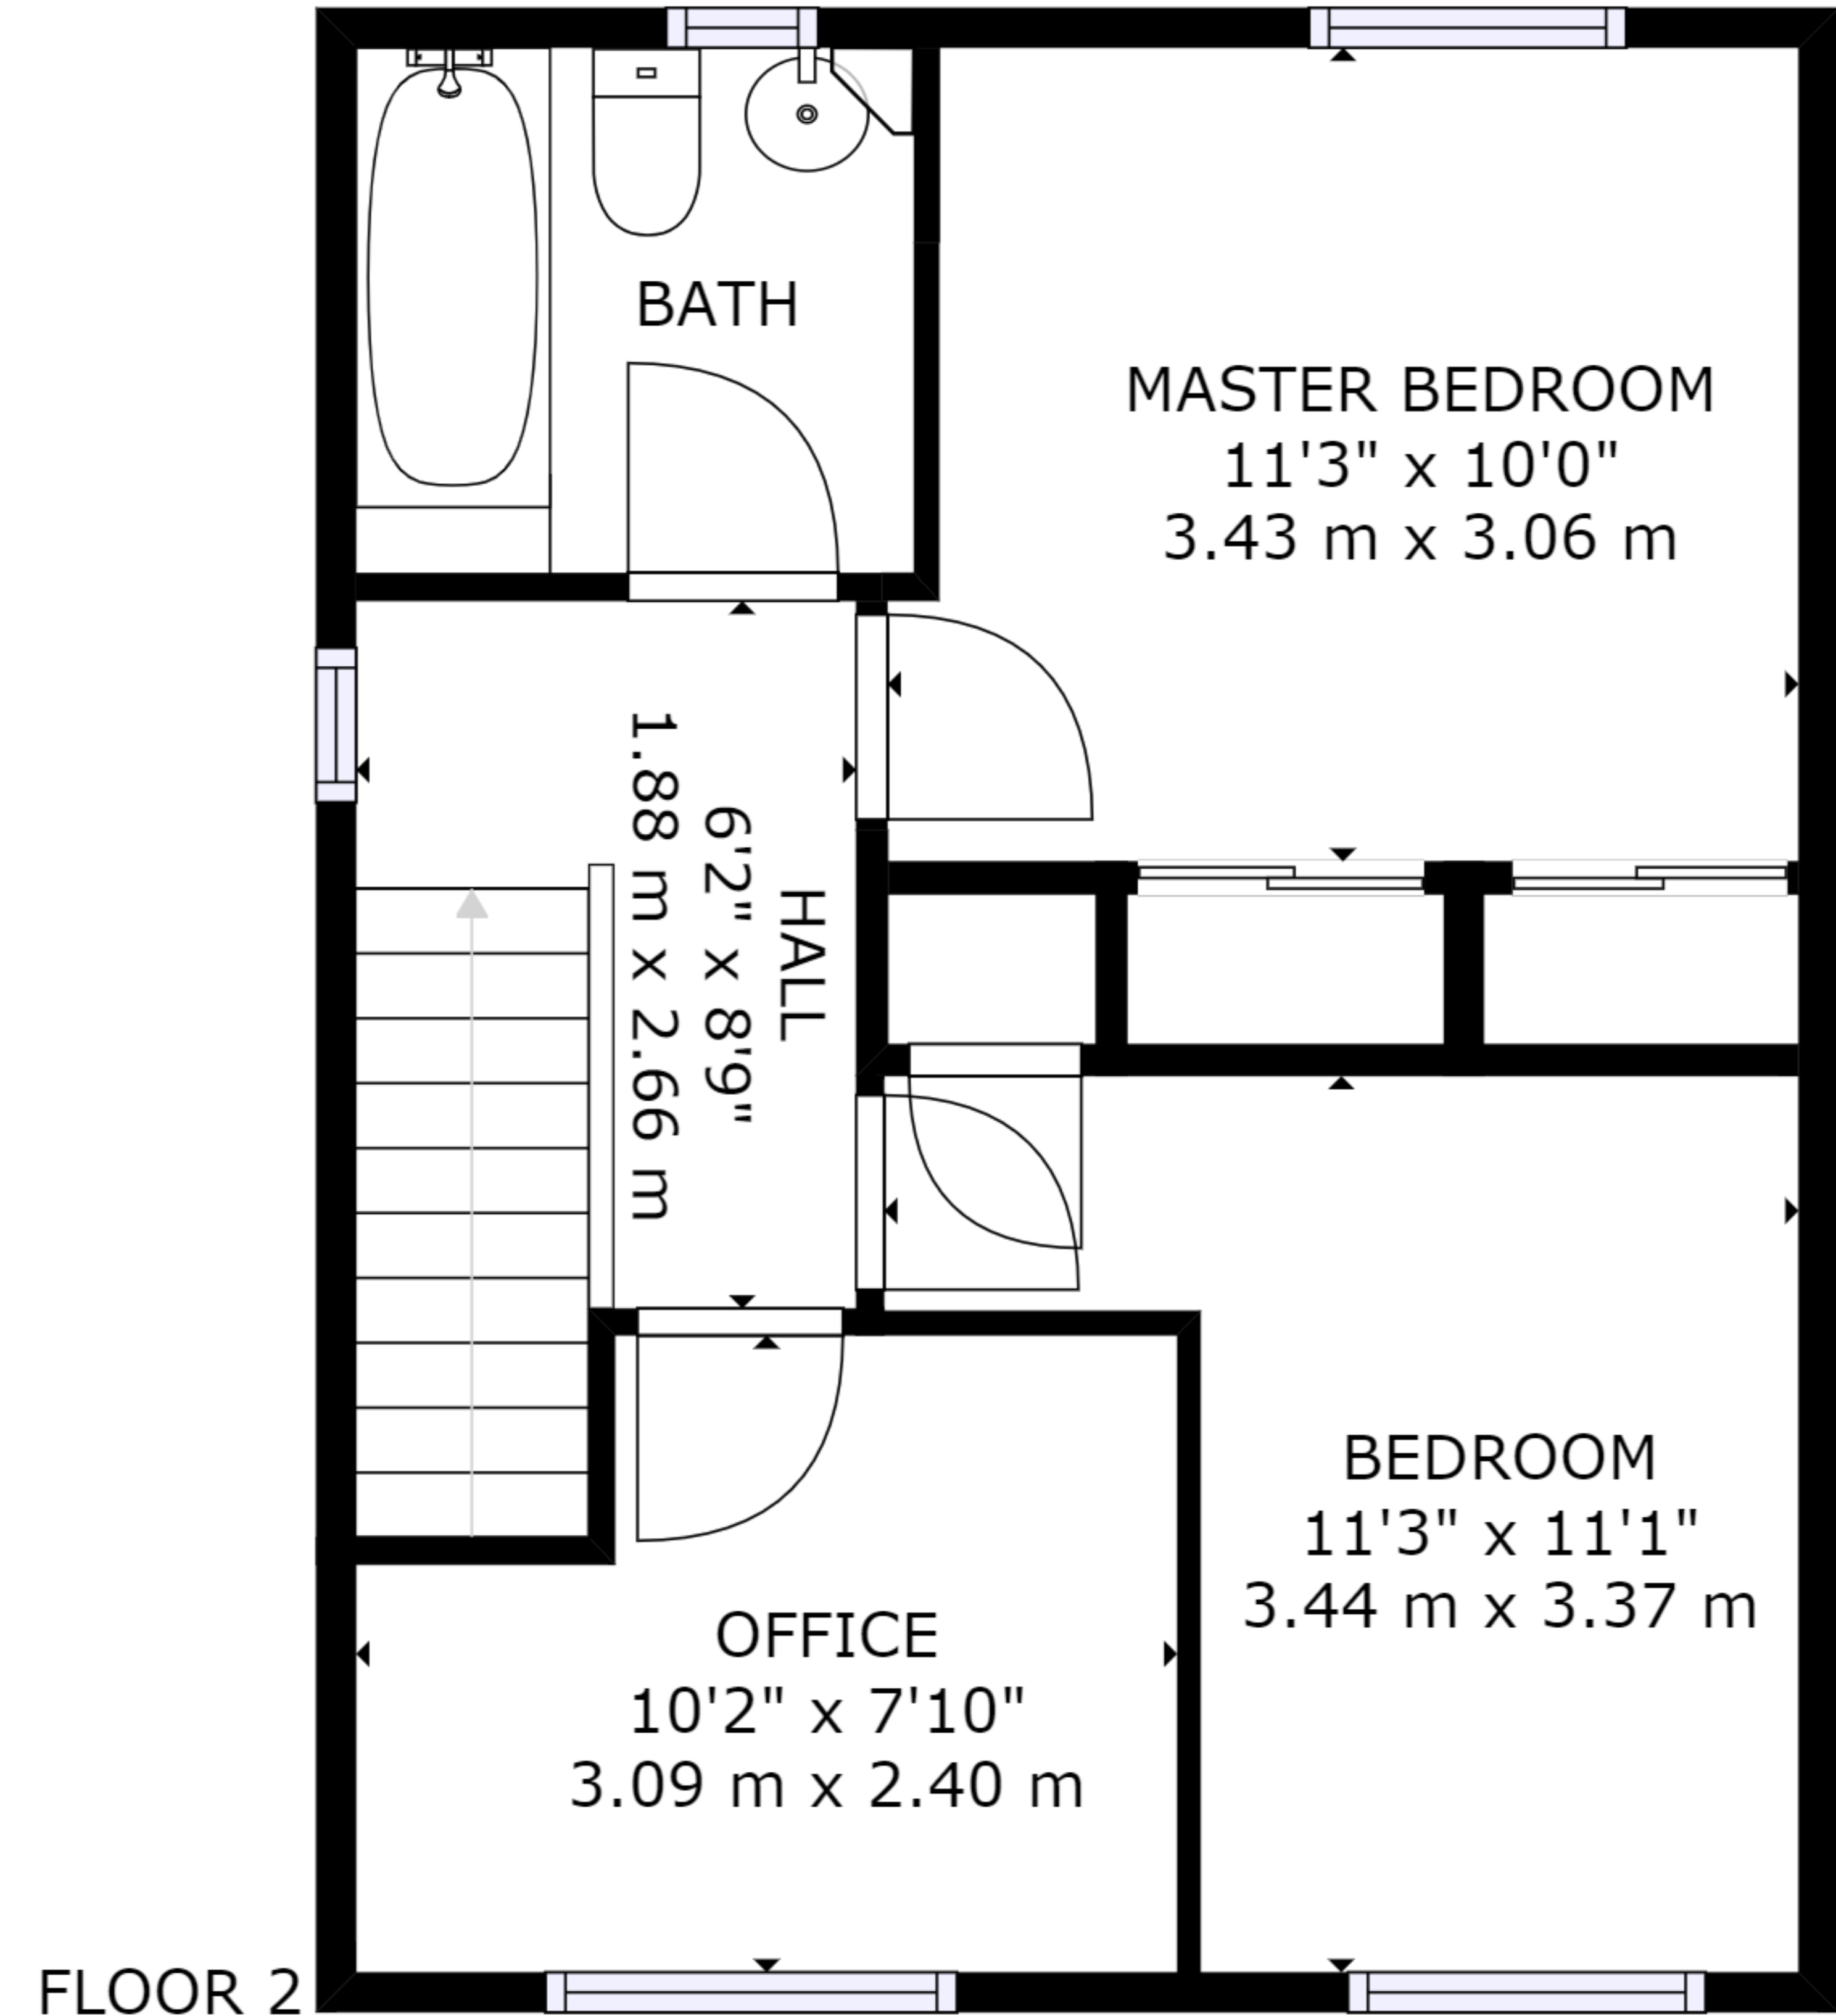 BATH
MASTER BEDROOM
11'3" x 10'0"
3.43 m x 3.06 m
HALL
6'2" x 8'9"
1.88 m x 2.66 m
BEDROOM
11'3" x 11'1"
3.44 m x 3.37 m
OFFICE
10'2" x 7'10"
3.09 m x 2.40 m
FLOOR 2